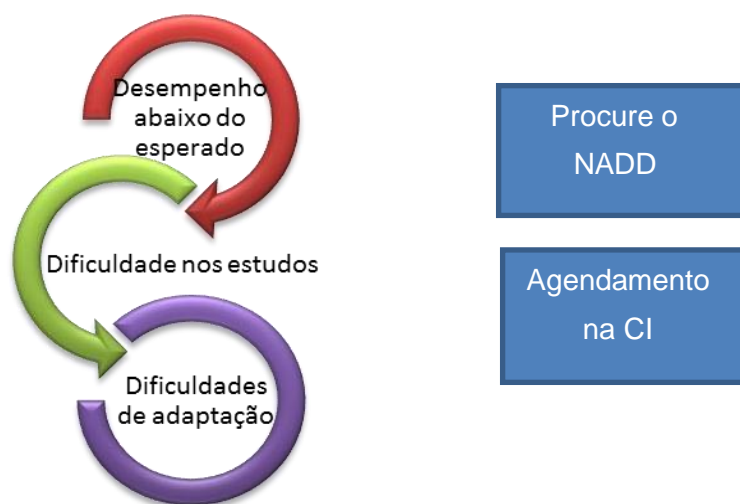 Desempenho
abaixo do
esperado
Dificuldade nos estudos
Dificuldades
de adaptação
Procure o
NADD
Agendamento
na CI